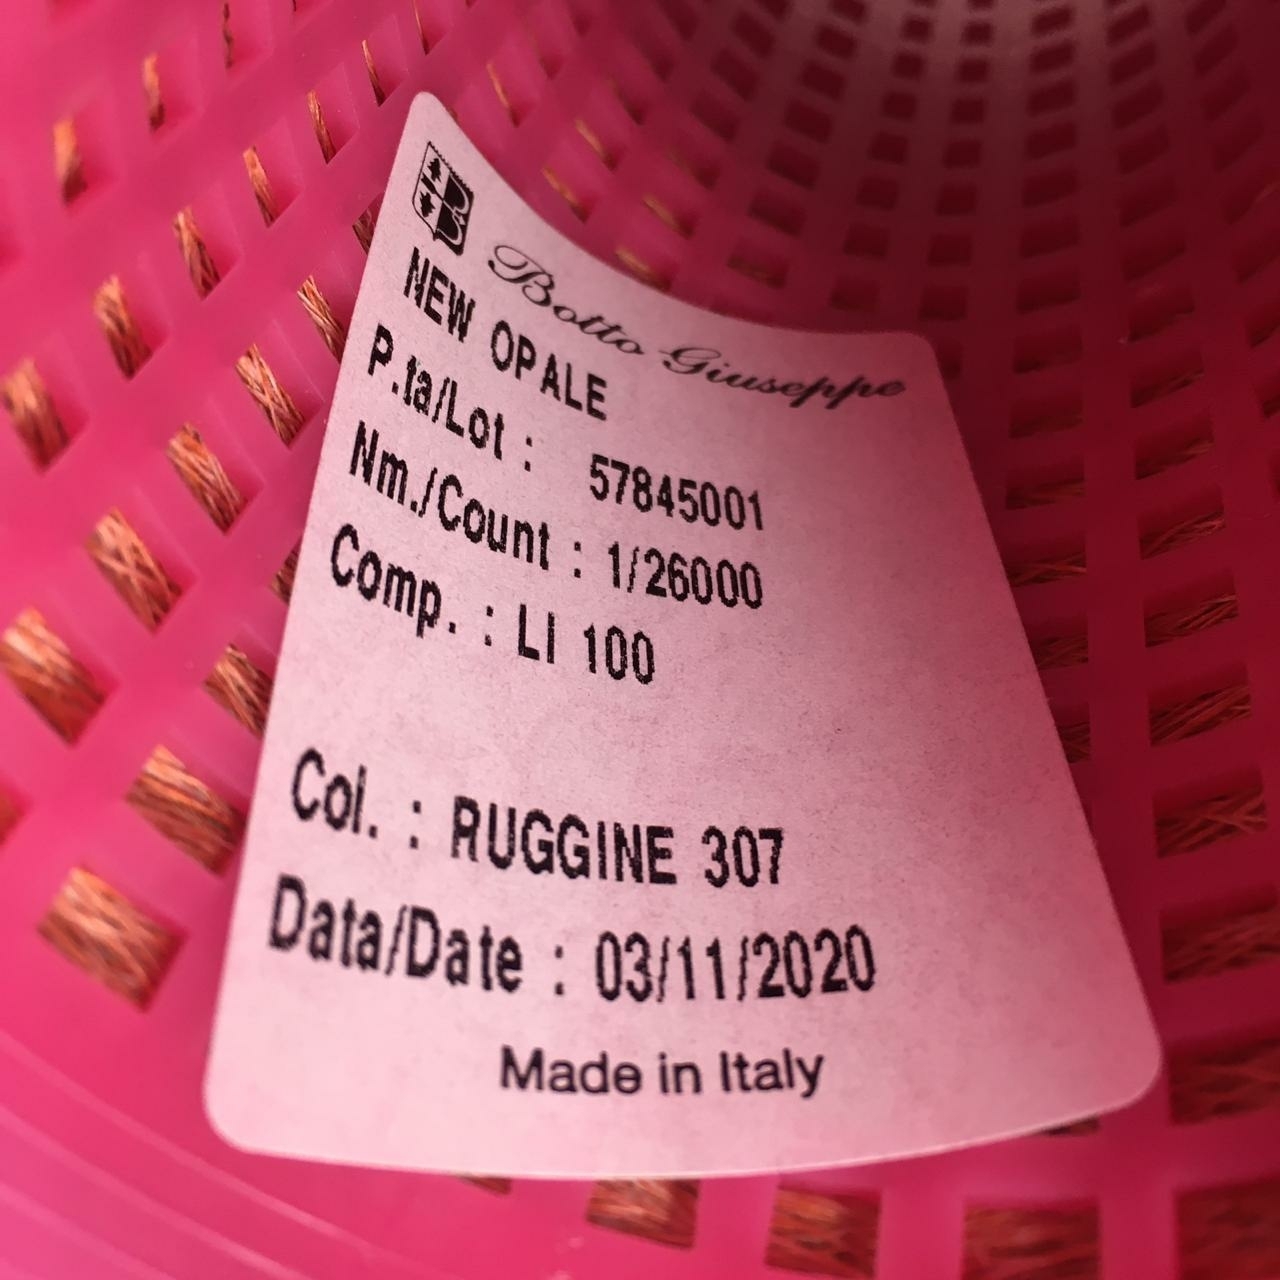 Botto Giuseppe
NEW OPALE
P.ta/Lot : 57845001
Nm./Count : 1/26000
Comp. : LI 100
Col. : RUGGINE 307
Data/Date : 03/11/2020
Made in Italy